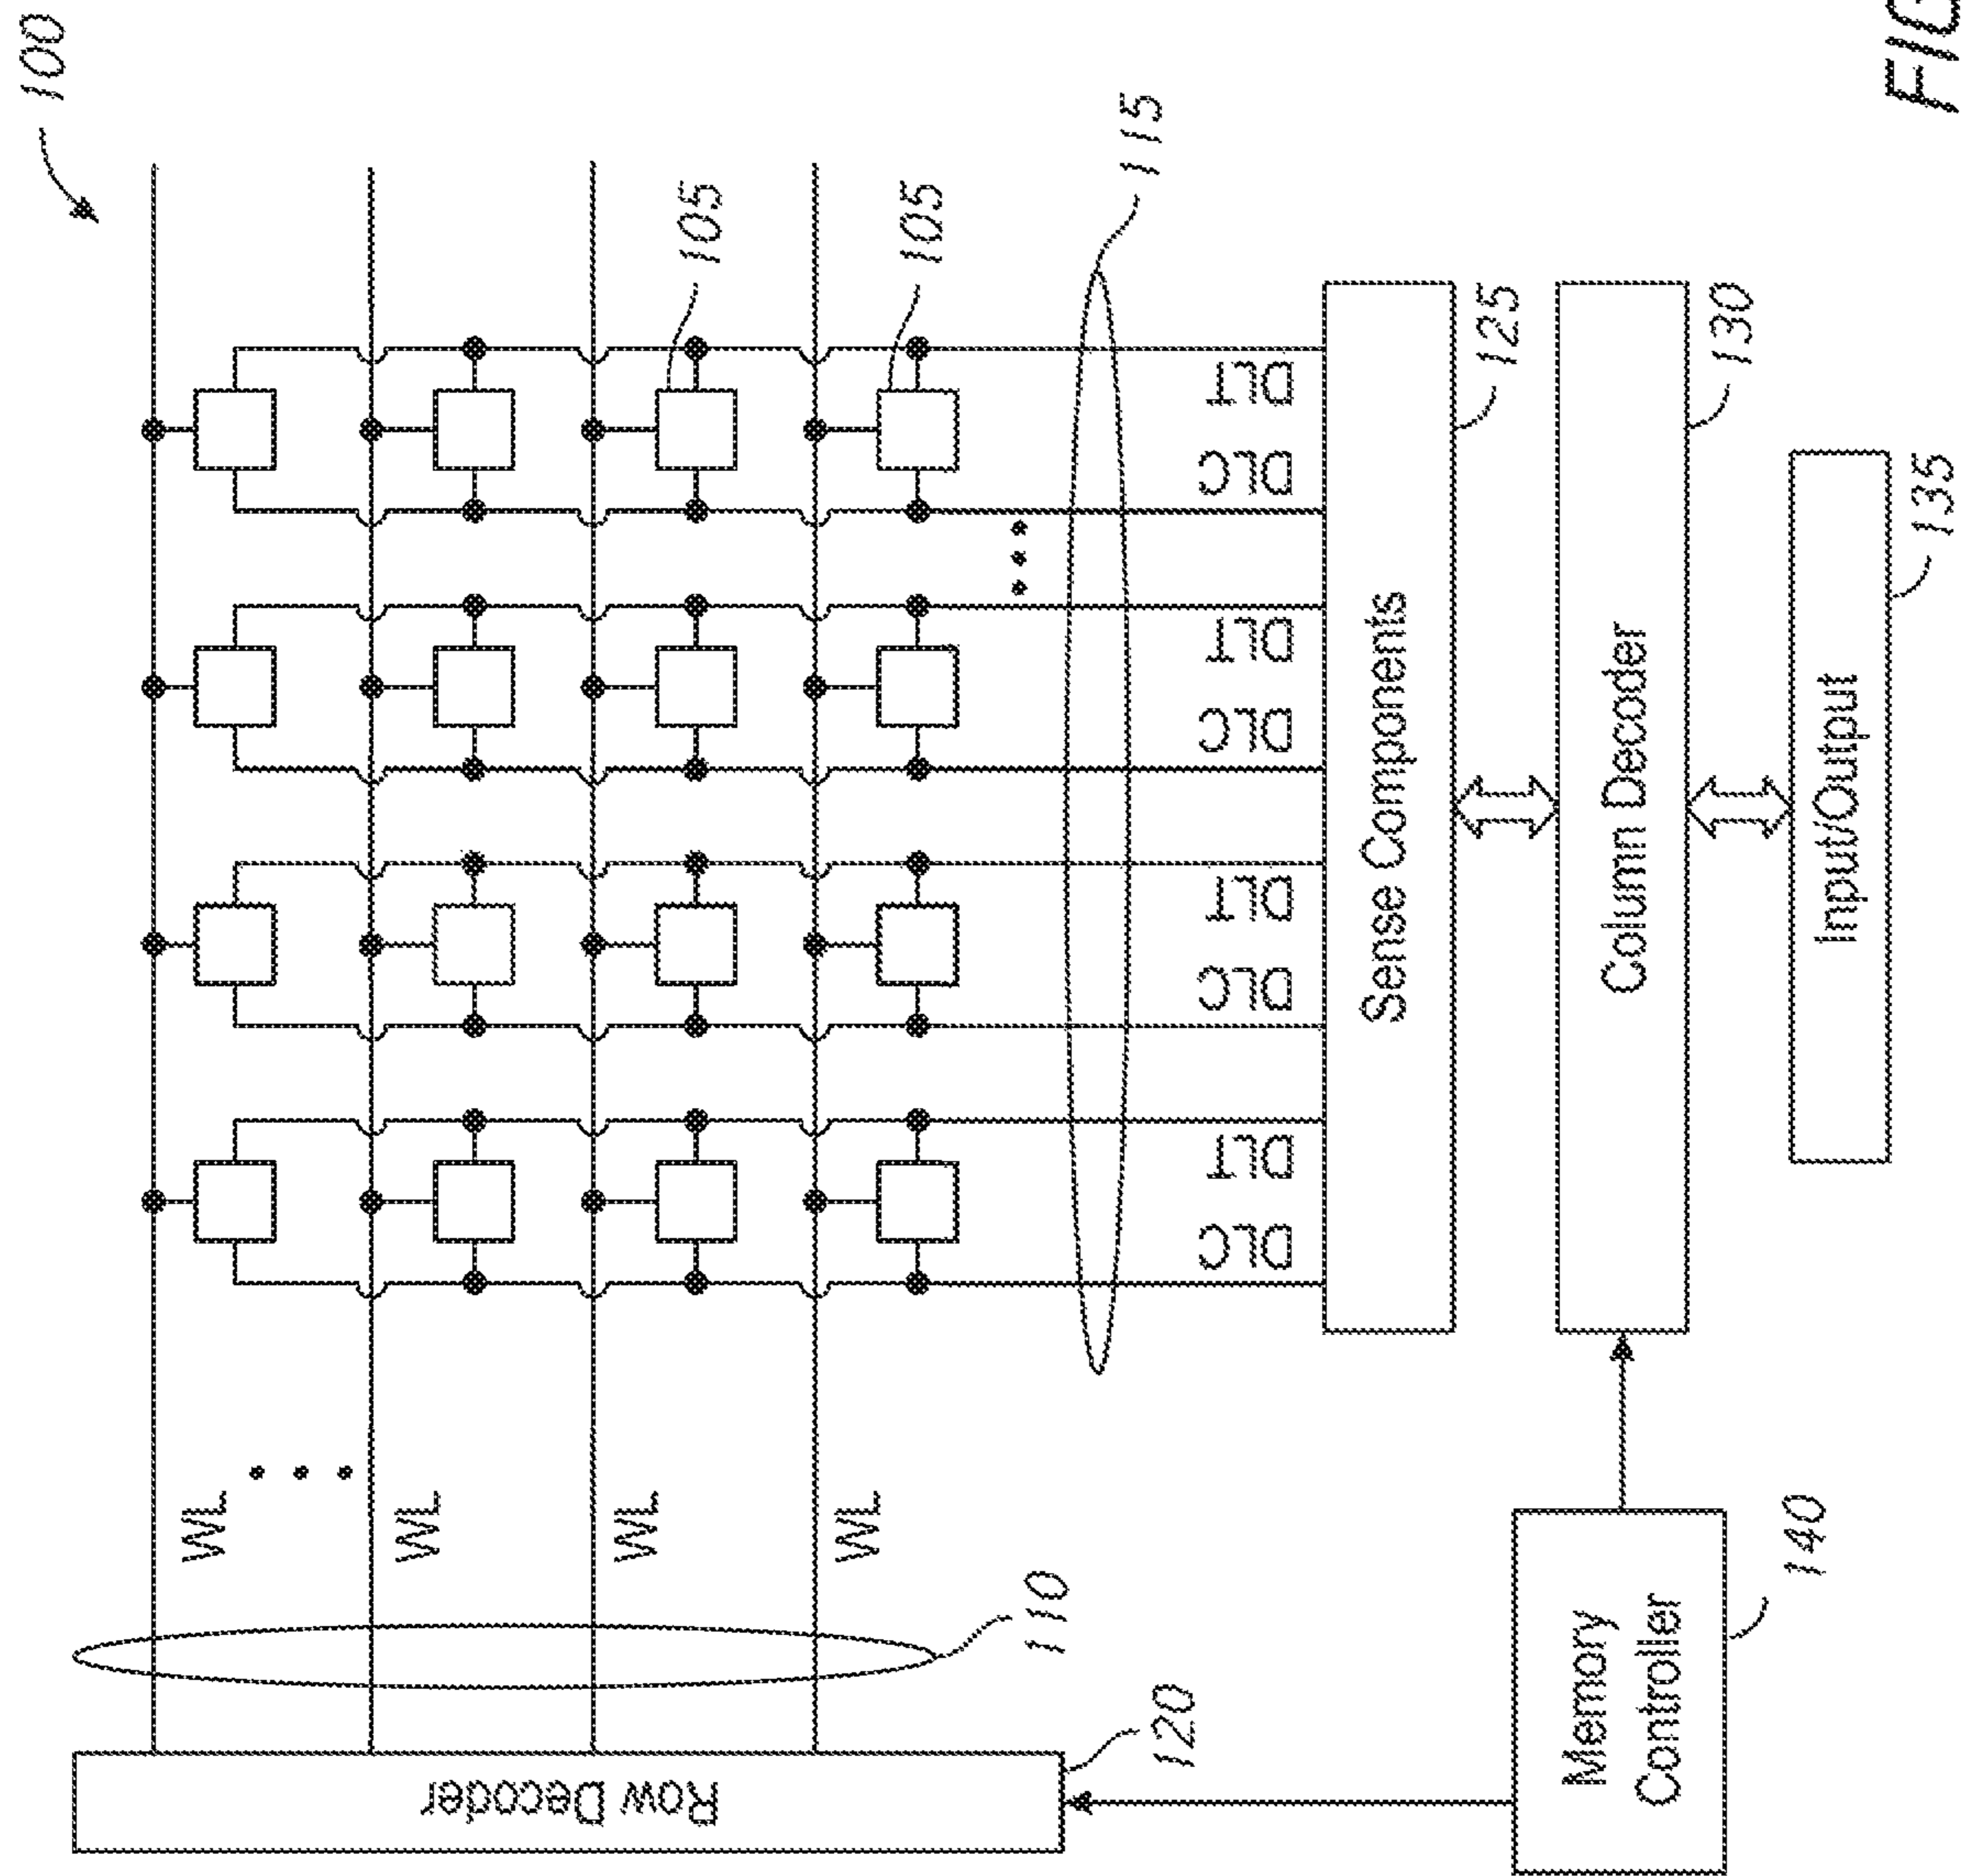 100
WL
WL
WL
WL
105
105
110
115
DLC DLT DLC DLT DLC DLT DLC DLT
Row Decoder
120
Sense Components
125
Column Decoder
130
Input/Output
135
Memory
Controller
140